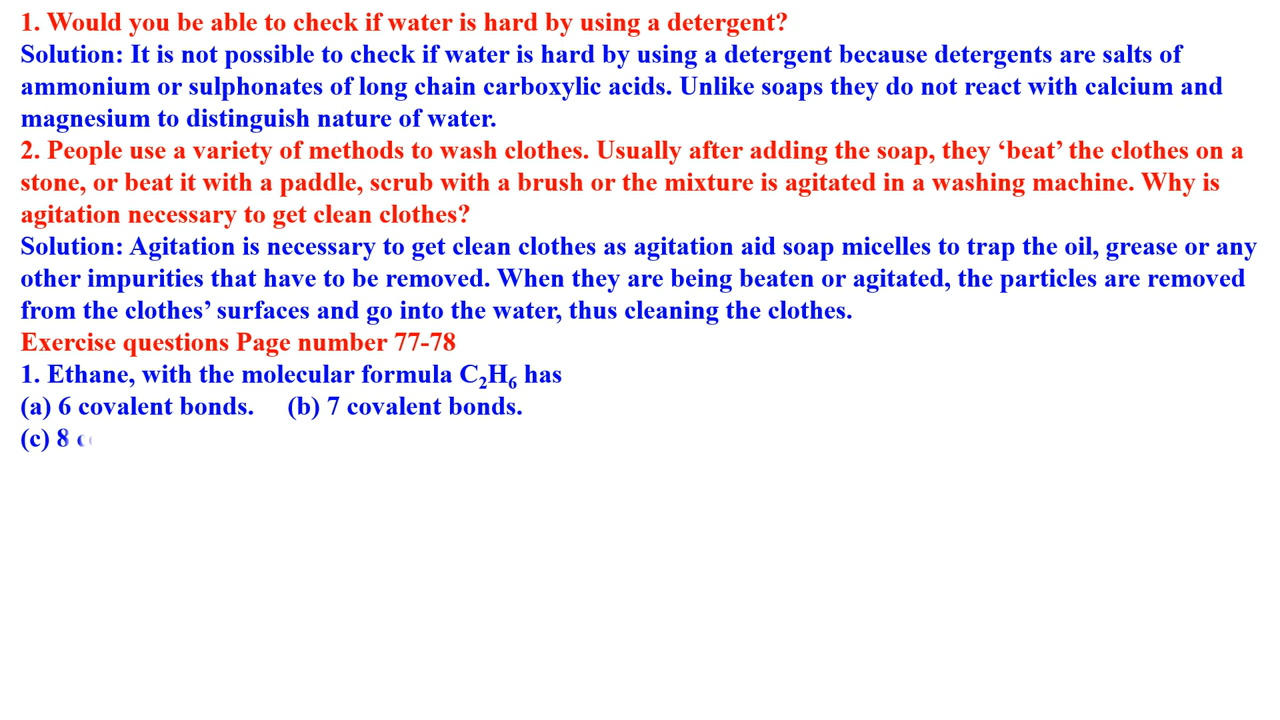 1. Would you be able to check if water is hard by using a detergent?
Solution: It is not possible to check if water is hard by using a detergent because detergents are salts of
ammonium or sulphonates of long chain carboxylic acids. Unlike soaps they do not react with calcium and
magnesium to distinguish nature of water.
2. People use a variety of methods to wash clothes. Usually after adding the soap, they ‘beat’ the clothes on a
stone, or beat it with a paddle, scrub with a brush or the mixture is agitated in a washing machine. Why is
agitation necessary to get clean clothes?
Solution: Agitation is necessary to get clean clothes as agitation aid soap micelles to trap the oil, grease or any
other impurities that have to be removed. When they are being beaten or agitated, the particles are removed
from the clothes’ surfaces and go into the water, thus cleaning the clothes.
Exercise questions Page number 77-78
1. Ethane, with the molecular formula C₂H₆ has
(a) 6 covalent bonds. (b) 7 covalent bonds.
(c) 8